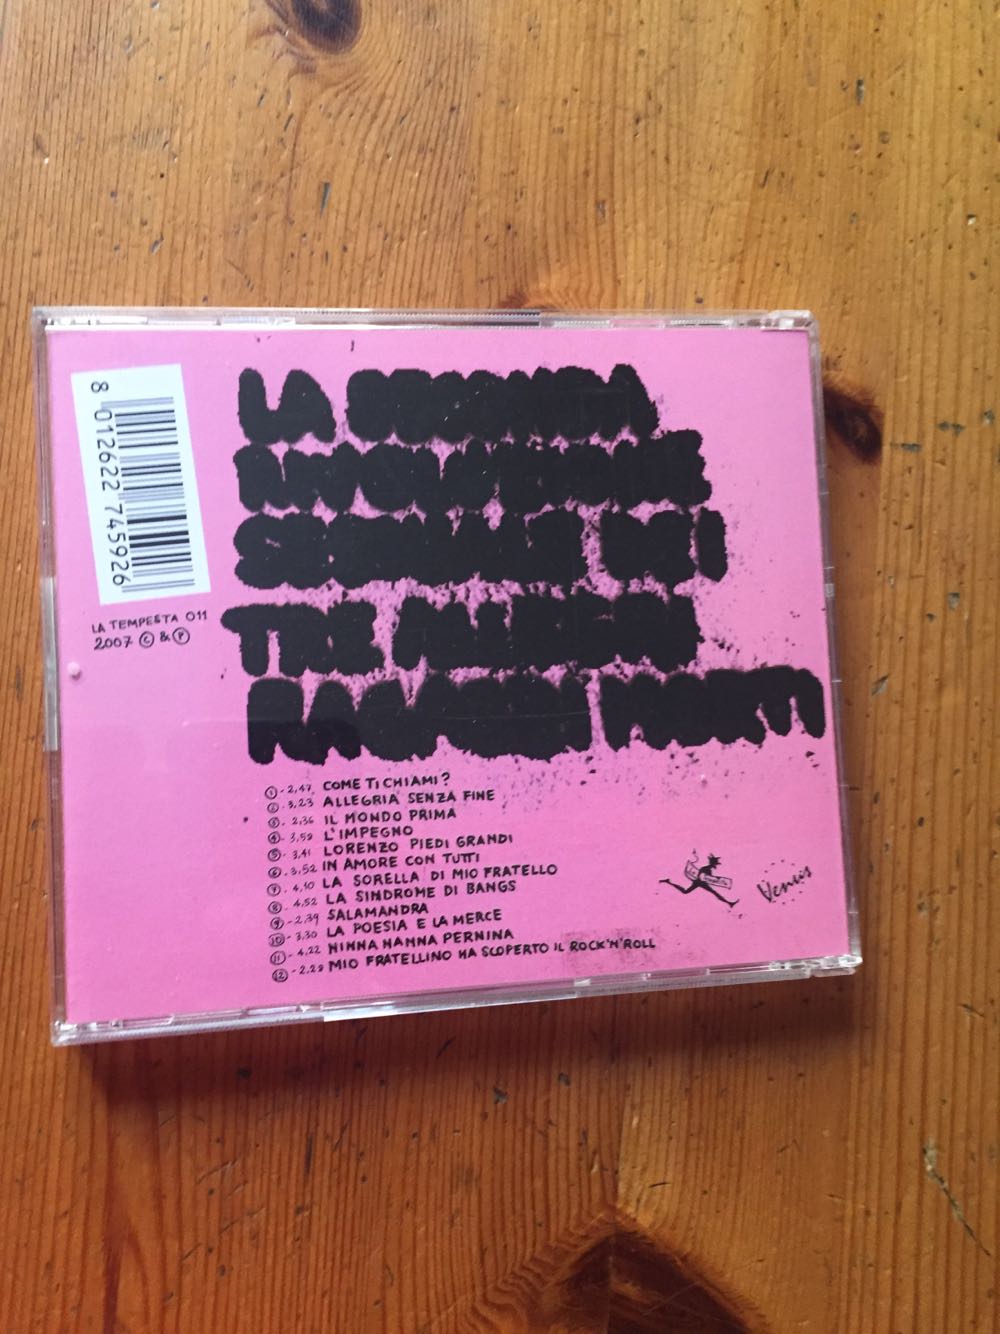 8 012622 745926
LA TEMPESTA 011
2007 © & ℗
LA SECONDA
RIVOLUZIONE
SESSUALE DEI
TRE ALLEGRI
RAGAZZI MORTI
1 - 2,47 COME TI CHIAMI?
2 - 3,23 ALLEGRIA SENZA FINE
3 - 2,36 IL MONDO PRIMA
4 - 3,59 L'IMPEGNO
5 - 3,41 LORENZO PIEDI GRANDI
6 - 3,52 IN AMORE CON TUTTI
7 - 4,10 LA SORELLA DI MIO FRATELLO
8 - 4,52 LA SINDROME DI BANGS
9 - 2,39 SALAMANDRA
10 - 3,30 LA POESIA E LA MERCE
11 - 4,22 NINNA NANNA PERNINA
12 - 2,29 MIO FRATELLINO HA SCOPERTO IL ROCK'N'ROLL
la tempesta
Venus